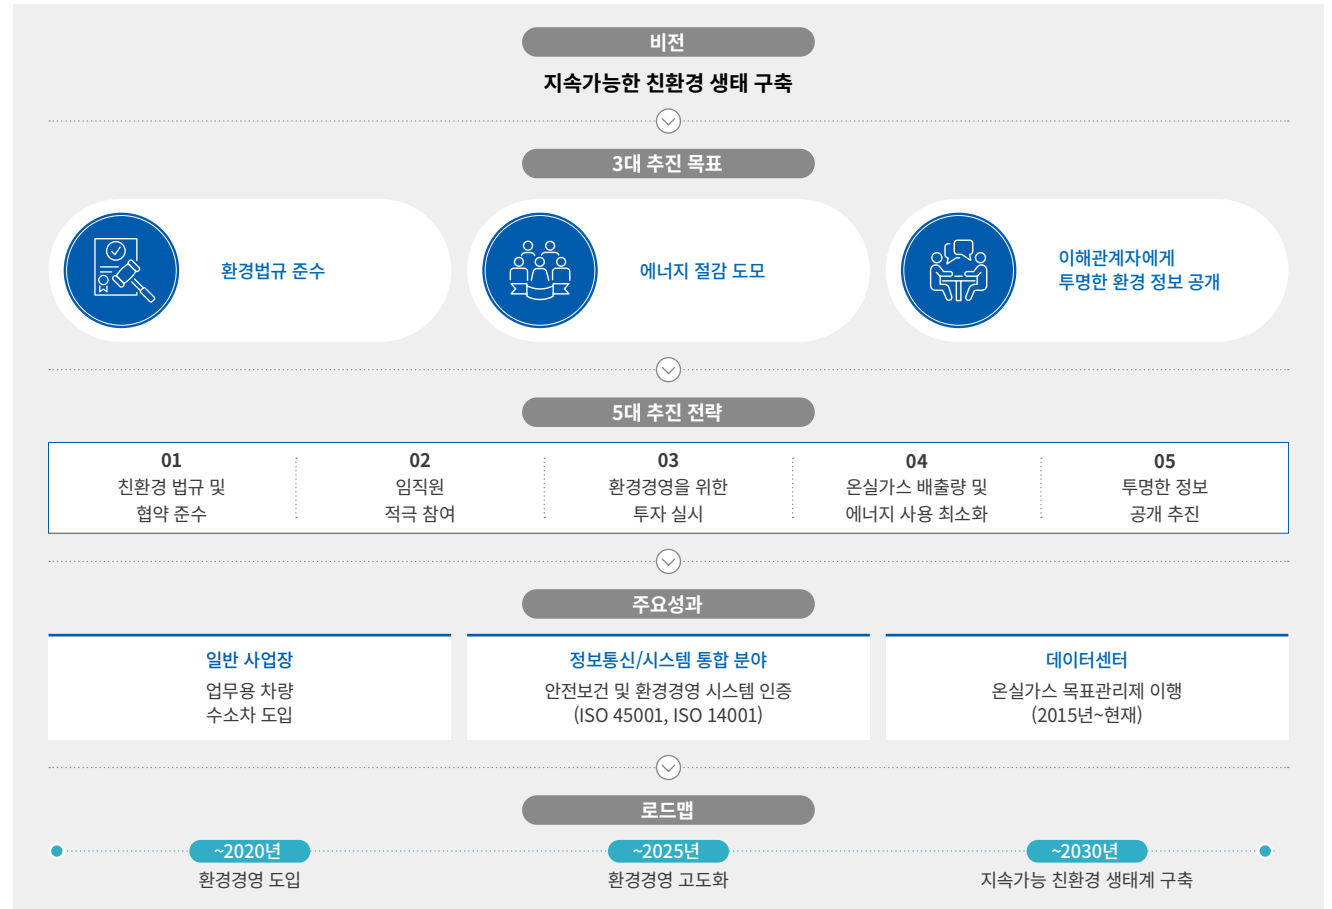 비전
지속가능한 친환경 생태 구축
3대 추진 목표
환경법규 준수
에너지 절감 도모
이해관계자에게
투명한 환경 정보 공개
5대 추진 전략
01
친환경 법규 및
협약 준수
02
임직원
적극 참여
03
환경경영을 위한
투자 실시
04
온실가스 배출량 및
에너지 사용 최소화
05
투명한 정보
공개 추진
주요성과
일반 사업장
업무용 차량
수소차 도입
정보통신/시스템 통합 분야
안전보건 및 환경경영 시스템 인증
(ISO 45001, ISO 14001)
데이터센터
온실가스 목표관리제 이행
(2015년~현재)
로드맵
~2020년
환경경영 도입
~2025년
환경경영 고도화
~2030년
지속가능 친환경 생태계 구축